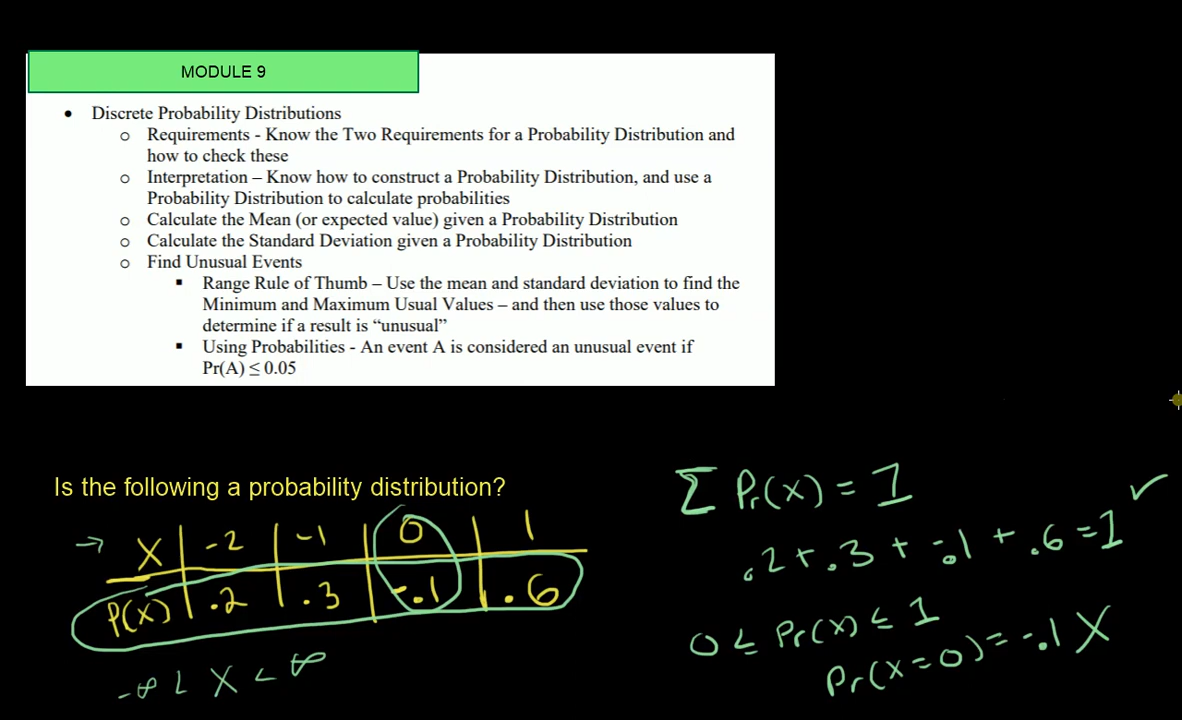 MODULE 9
• Discrete Probability Distributions
o Requirements - Know the Two Requirements for a Probability Distribution and
how to check these
o Interpretation – Know how to construct a Probability Distribution, and use a
Probability Distribution to calculate probabilities
o Calculate the Mean (or expected value) given a Probability Distribution
o Calculate the Standard Deviation given a Probability Distribution
o Find Unusual Events
▪ Range Rule of Thumb – Use the mean and standard deviation to find the
Minimum and Maximum Usual Values – and then use those values to
determine if a result is “unusual”
▪ Using Probabilities - An event A is considered an unusual event if
Pr(A) ≤ 0.05
Is the following a probability distribution?
→ X | -2 | -1 | 0 | 1
P(X) | .2 | .3 | -.1 | .6
-∞ < X < ∞
Σ Pr(x) = 1
.2 + .3 + -.1 + .6 = 1 ✓
0 ≤ Pr(x) ≤ 1
Pr(x=0) = -.1 X